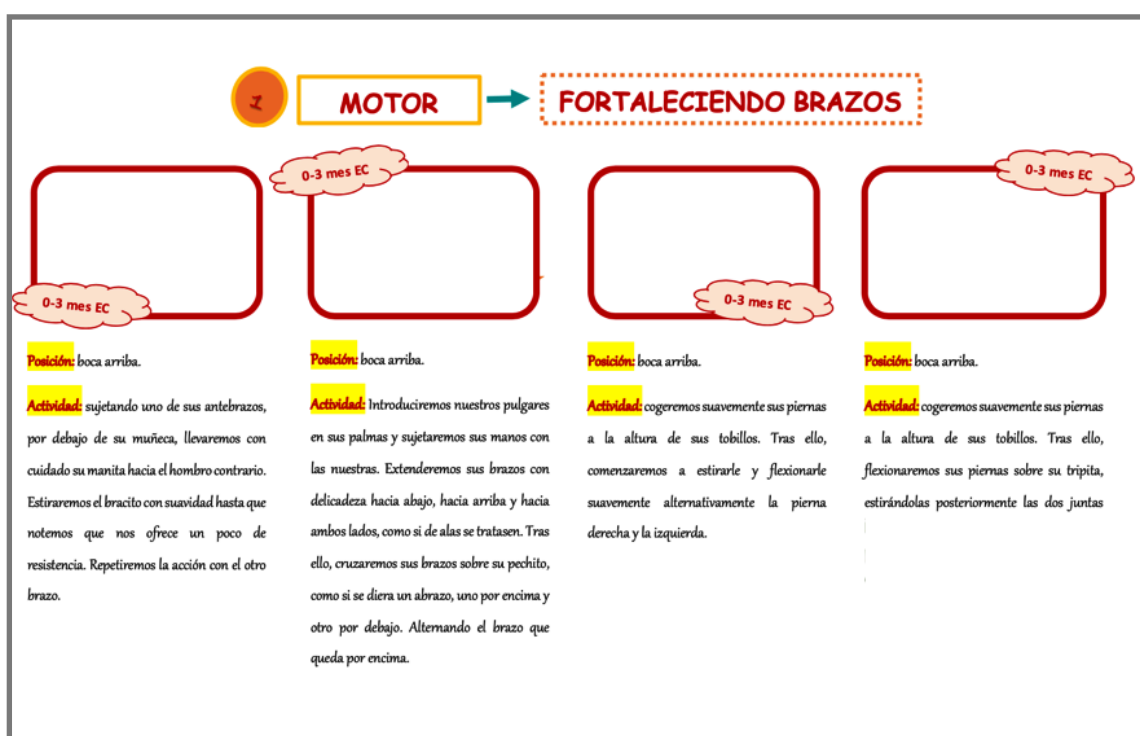 1
MOTOR
FORTALECIENDO BRAZOS
0-3 mes EC
Posición: boca arriba.
Actividad: sujetando uno de sus antebrazos,
por debajo de su muñeca, llevaremos con
cuidado su manita hacia el hombro contrario.
Estiraremos el bracito con suavidad hasta que
notemos que nos ofrece un poco de
resistencia. Repetiremos la acción con el otro
brazo.
0-3 mes EC
Posición: boca arriba.
Actividad: Introduciremos nuestros pulgares
en sus palmas y sujetaremos sus manos con
las nuestras. Extenderemos sus brazos con
delicadeza hacia abajo, hacia arriba y hacia
ambos lados, como si de alas se tratasen. Tras
ello, cruzaremos sus brazos sobre su pechito,
como si se diera un abrazo, uno por encima y
otro por debajo. Alternando el brazo que
queda por encima.
0-3 mes EC
Posición: boca arriba.
Actividad: cogeremos suavemente sus piernas
a la altura de sus tobillos. Tras ello,
comenzaremos a estirarle y flexionarle
suavemente alternativamente la pierna
derecha y la izquierda.
0-3 mes EC
Posición: boca arriba.
Actividad: cogeremos suavemente sus piernas
a la altura de sus tobillos. Tras ello,
flexionaremos sus piernas sobre su tripita,
estirándolas posteriormente las dos juntas